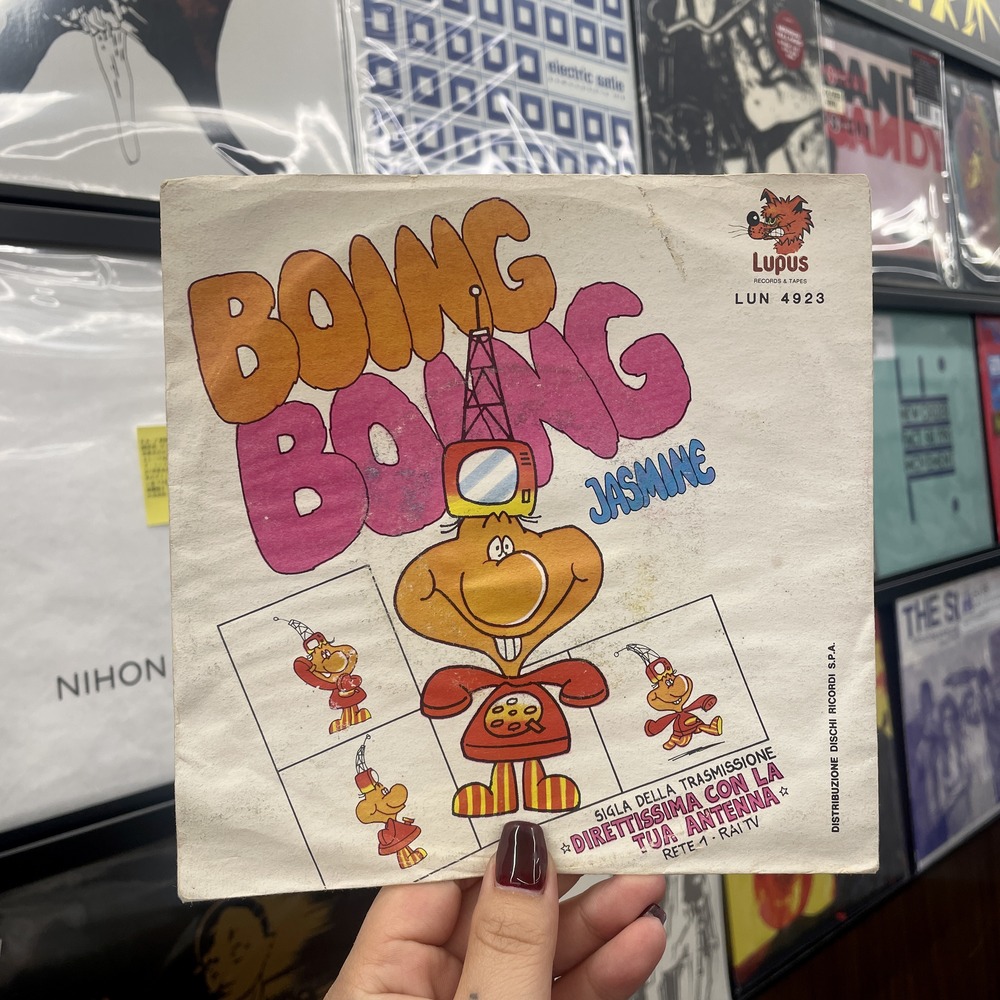 electric satie
CANDY
BOING
BOING
JASMINE
Lupus
RECORDS & TAPES
LUN 4923
NIHON
THE
SIGLA DELLA TRASMISSIONE
☆DIRETTISSIMA CON LA
TUA ANTENNA☆
RETE 1 - RAI TV
DISTRIBUZIONE DISCHI RICORDI S.P.A.